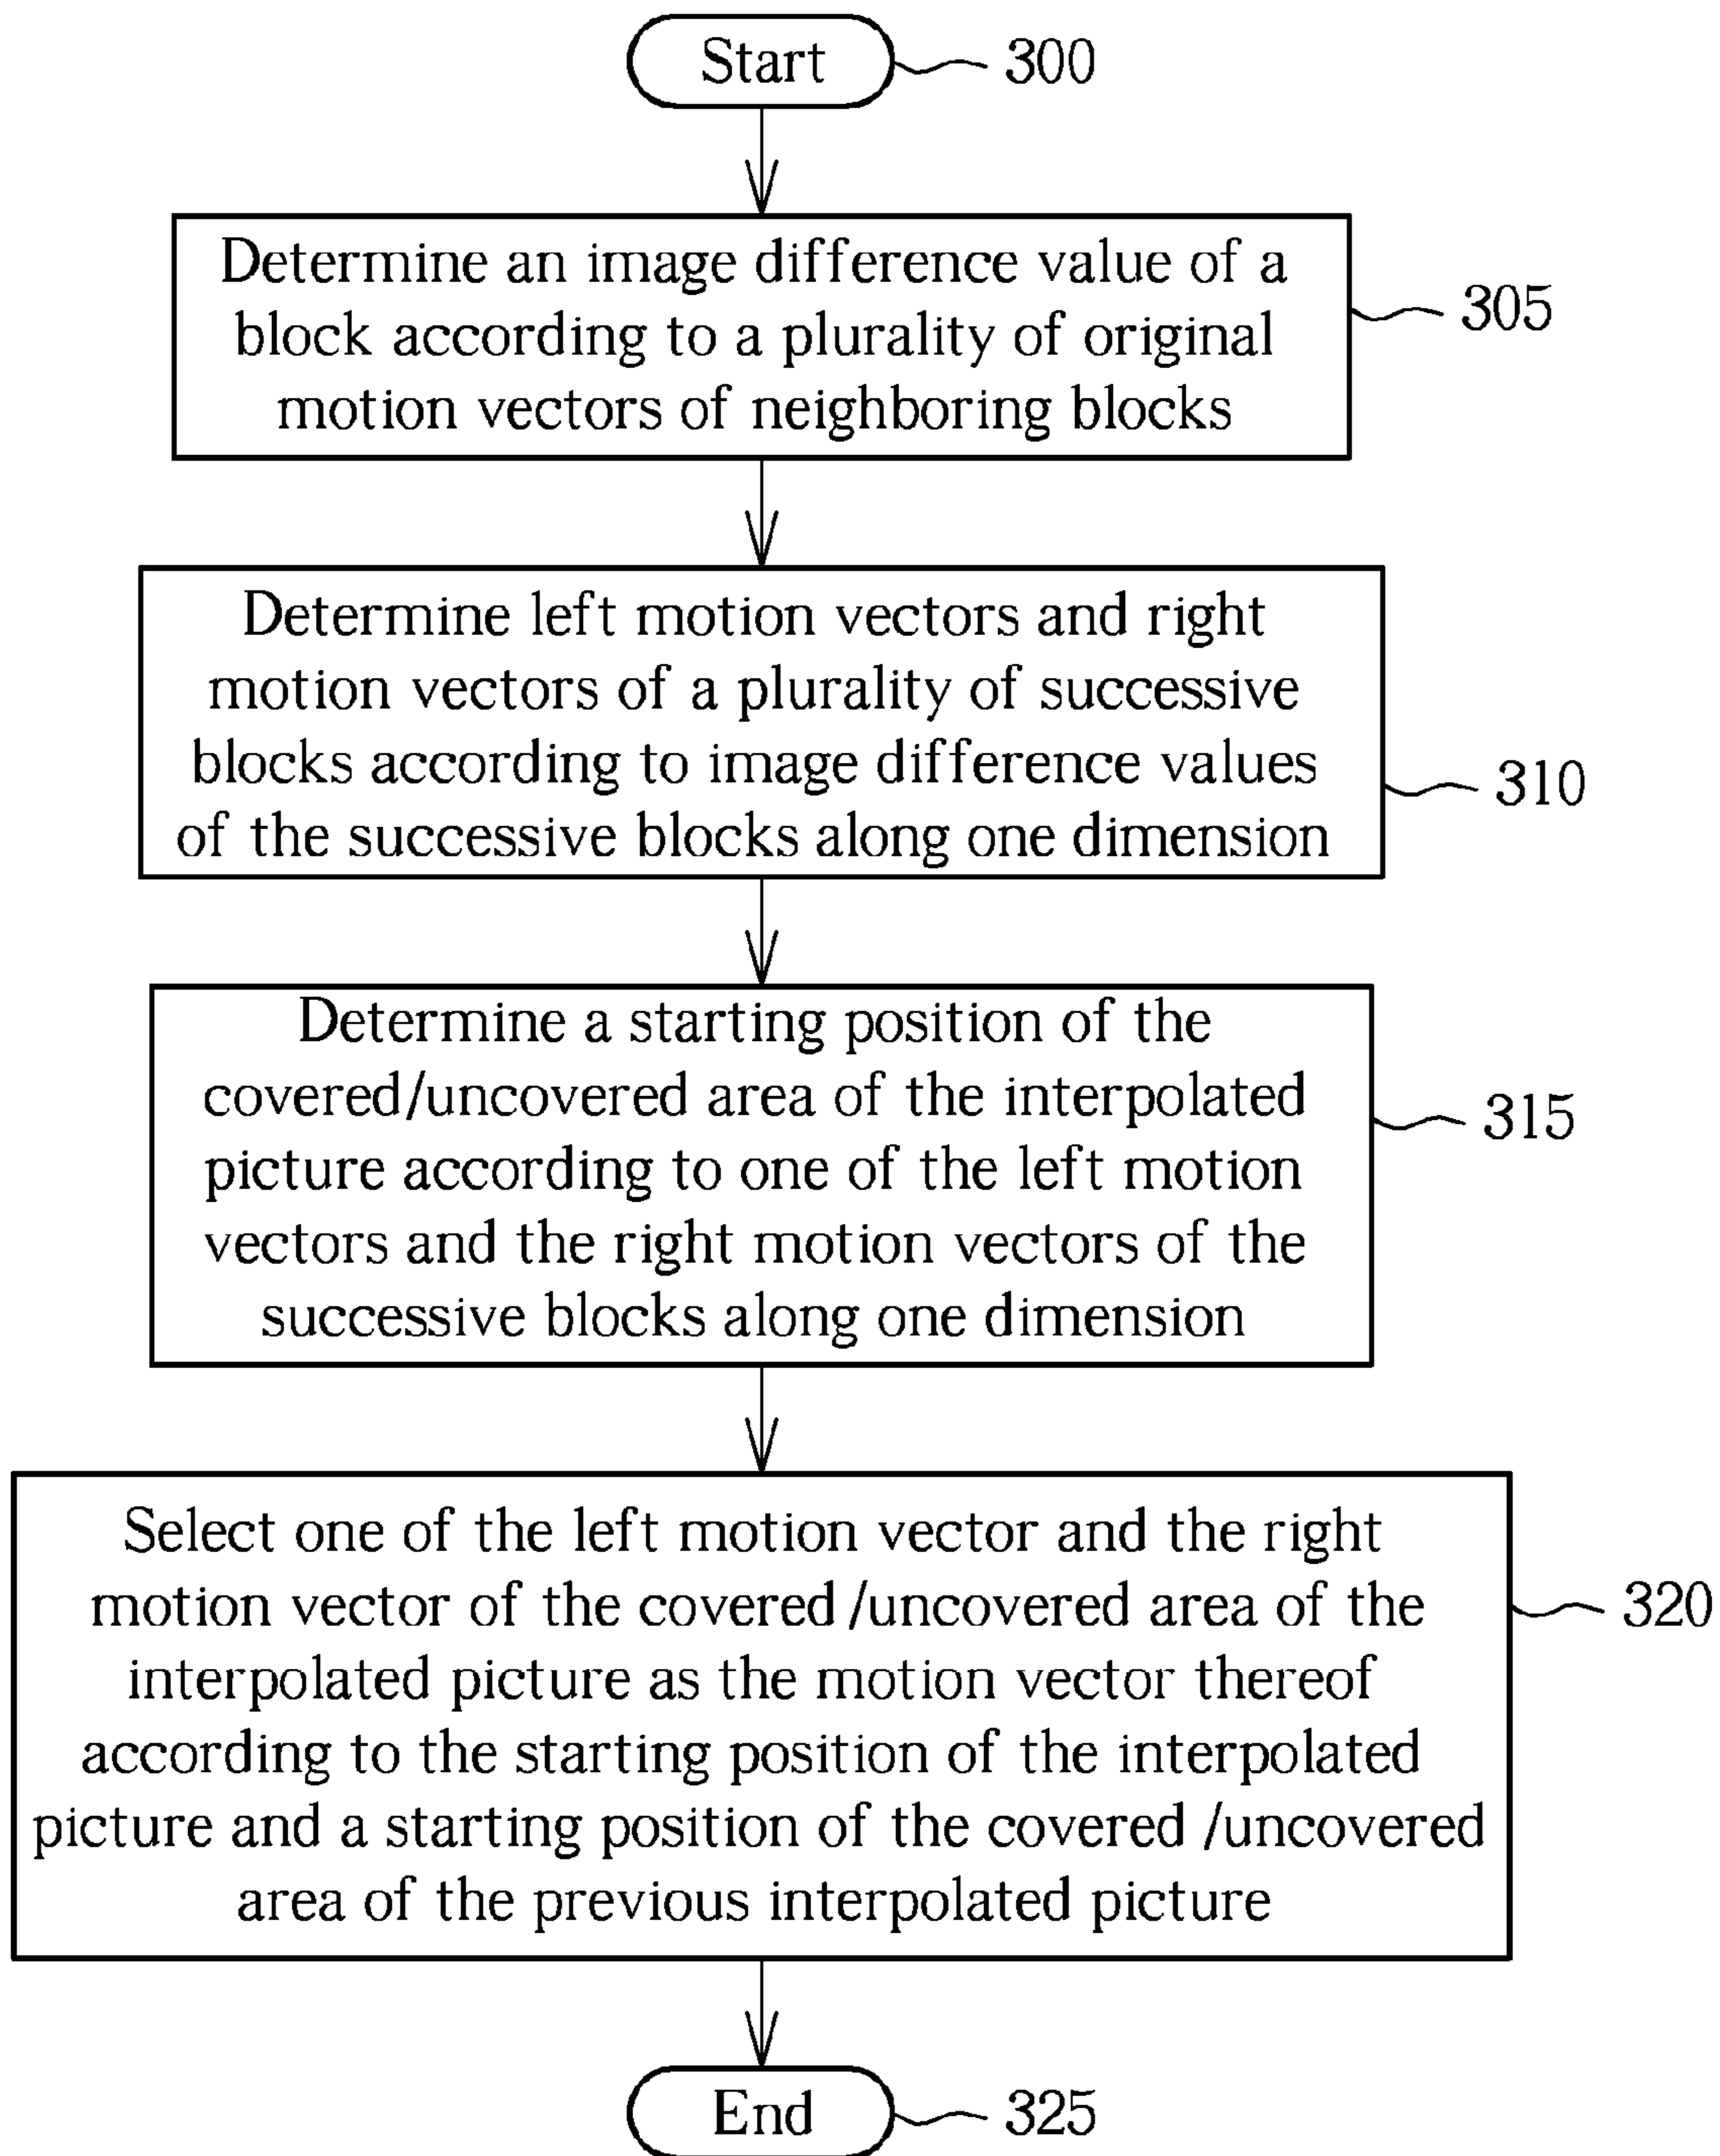 Start
300
Determine an image difference value of a
block according to a plurality of original
motion vectors of neighboring blocks
305
Determine left motion vectors and right
motion vectors of a plurality of successive
blocks according to image difference values
of the successive blocks along one dimension
310
Determine a starting position of the
covered/uncovered area of the interpolated
picture according to one of the left motion
vectors and the right motion vectors of the
successive blocks along one dimension
315
Select one of the left motion vector and the right
motion vector of the covered /uncovered area of the
interpolated picture as the motion vector thereof
according to the starting position of the interpolated
picture and a starting position of the covered /uncovered
area of the previous interpolated picture
320
End
325